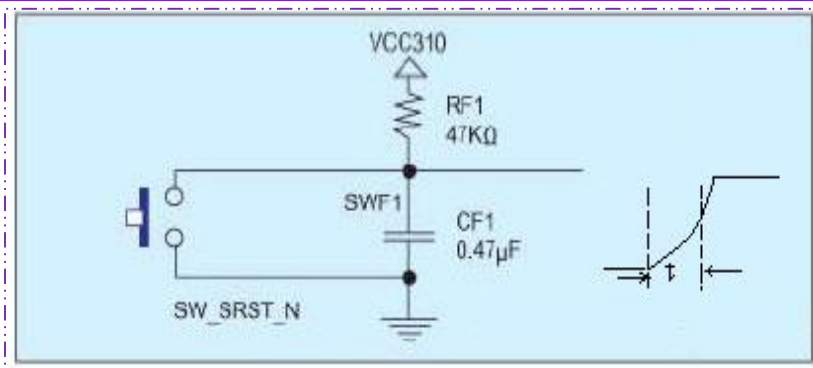 VCC310
RF1
47KΩ
SWF1
CF1
0.47μF
t
SW_SRST_N